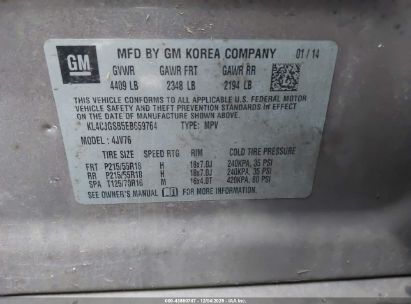 GM
MFD BY GM KOREA COMPANY 01/14
GVWR GAWR FRT GAWR RR
4409 LB 2348 LB 2194 LB
THIS VEHICLE CONFORMS TO ALL APPLICABLE U.S. FEDERAL MOTOR
VEHICLE SAFETY AND THEFT PREVENTION STANDARDS IN EFFECT
ON THE DATE OF MANUFACTURE SHOWN ABOVE.
KL4CJGSB5EB559764 TYPE: MPV
MODEL: 4JV76
TIRE SIZE SPEED RTG RIM COLD TIRE PRESSURE
FRT P215/55R18 H 18x7.0J 240KPA, 35 PSI
RR P215/55R18 H 18x7.0J 240KPA, 35 PSI
SPA T125/70R16 M 16x4.0T 420KPA, 60 PSI
SEE OWNER'S MANUAL FOR ADDITIONAL INFORMATION.